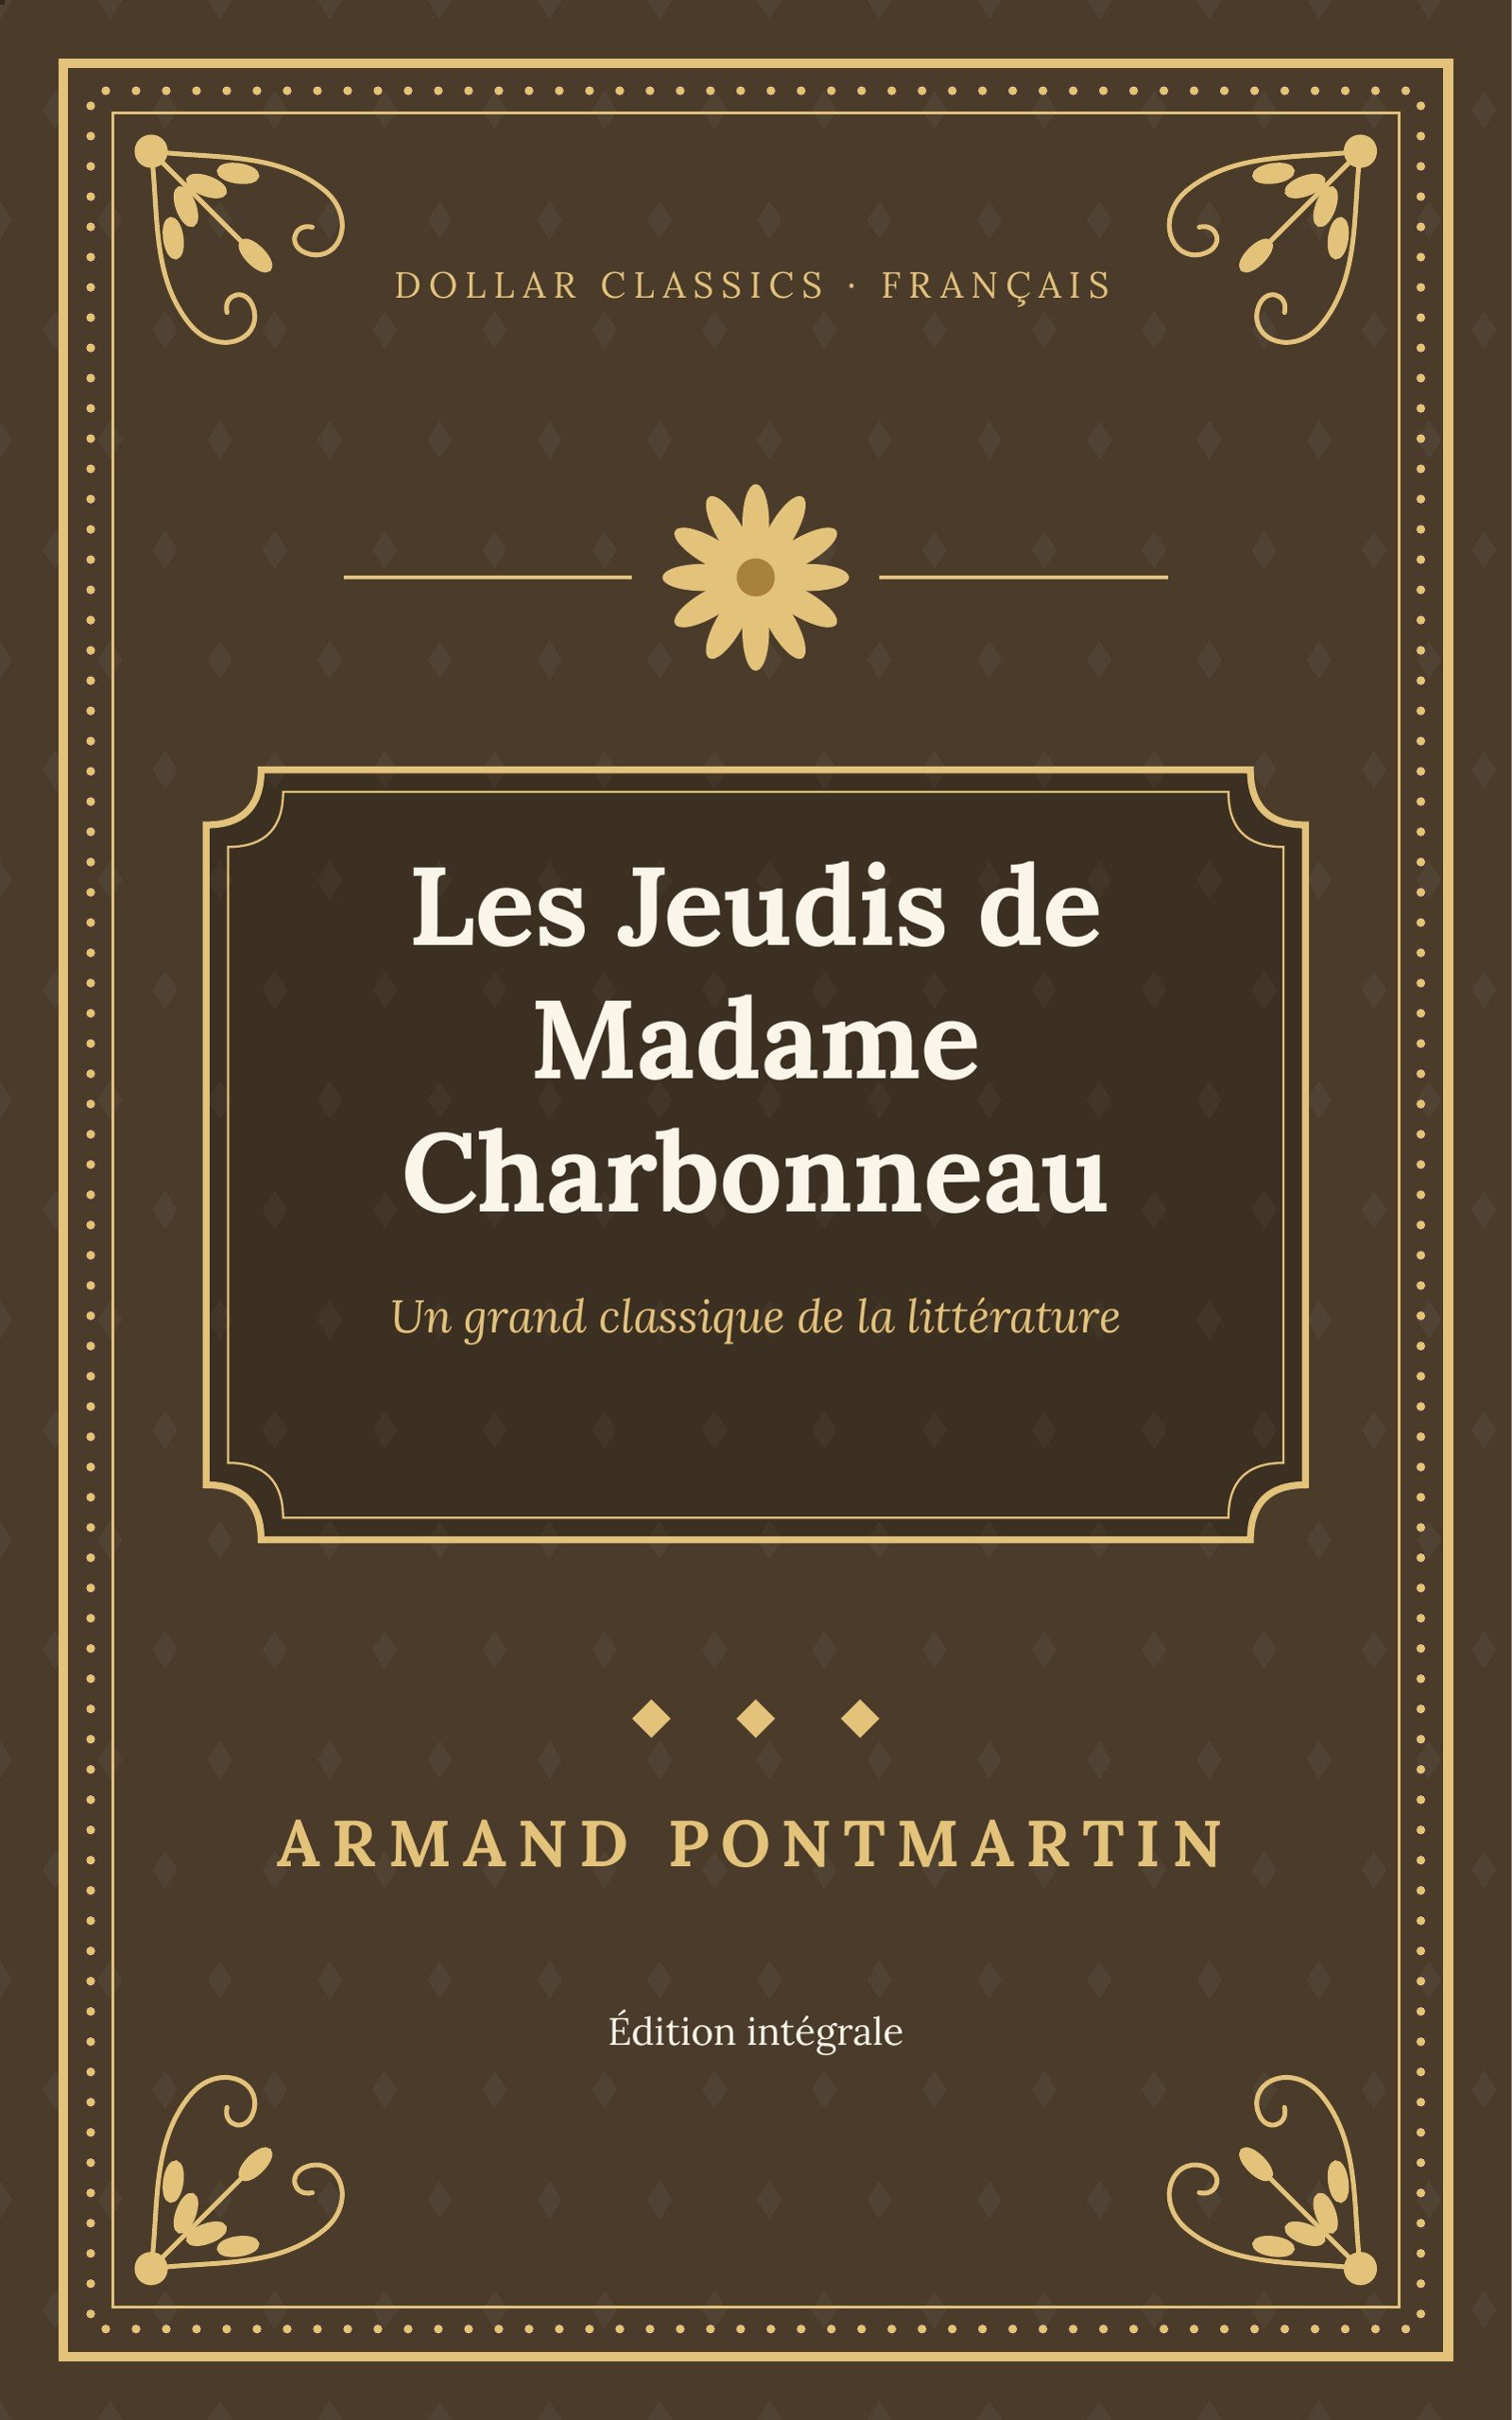 DOLLAR CLASSICS · FRANÇAIS
Les Jeudis de
Madame
Charbonneau
Un grand classique de la littérature
ARMAND PONTMARTIN
Édition intégrale